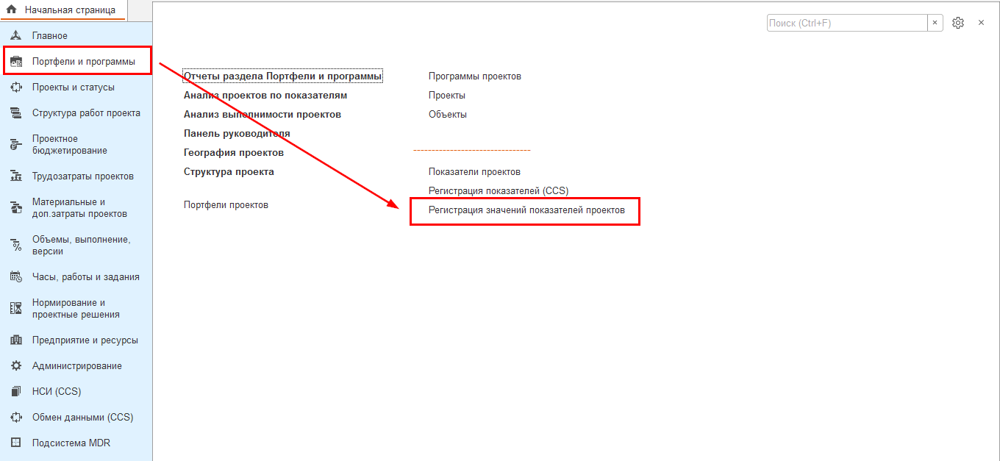 Начальная страница
Главное
Портфели и программы
Проекты и статусы
Структура работ проекта
Проектное
бюджетирование
Трудозатраты проектов
Материальные и
доп.затраты проектов
Объемы, выполнение,
версии
Часы, работы и задания
Нормирование и
проектные решения
Предприятие и ресурсы
Администрирование
НСИ (CCS)
Обмен данными (CCS)
Подсистема MDR
Поиск (Ctrl+F)
Отчеты раздела Портфели и программы
Анализ проектов по показателям
Анализ выполнимости проектов
Панель руководителя
География проектов
Структура проекта
Портфели проектов
Программы проектов
Проекты
Объекты
--------------------------------
Показатели проектов
Регистрация показателей (CCS)
Регистрация значений показателей проектов